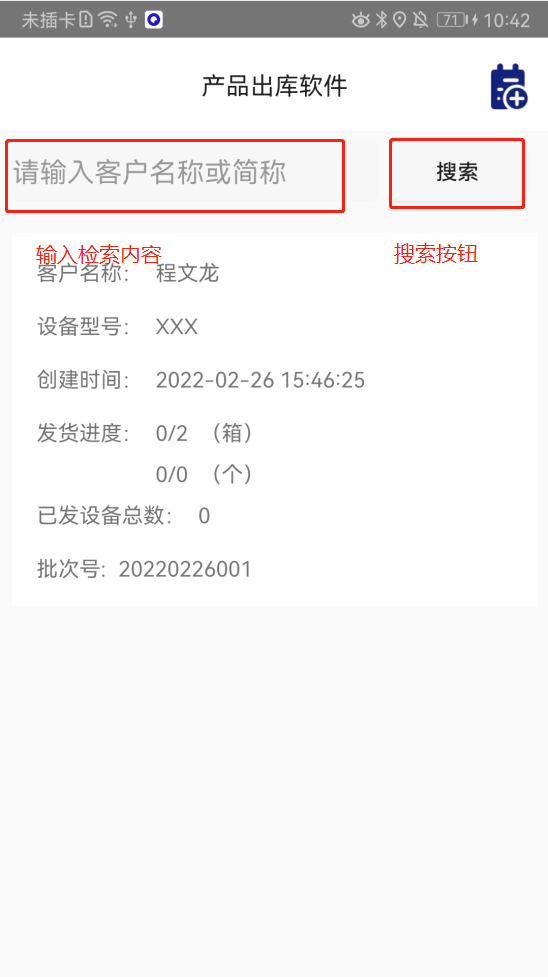 未插卡 71 10:42
产品出库软件
请输入客户名称或简称 搜索
输入检索内容 搜索按钮
客户名称： 程文龙
设备型号： XXX
创建时间： 2022-02-26 15:46:25
发货进度： 0/2 （箱）
0/0 （个）
已发设备总数： 0
批次号: 20220226001